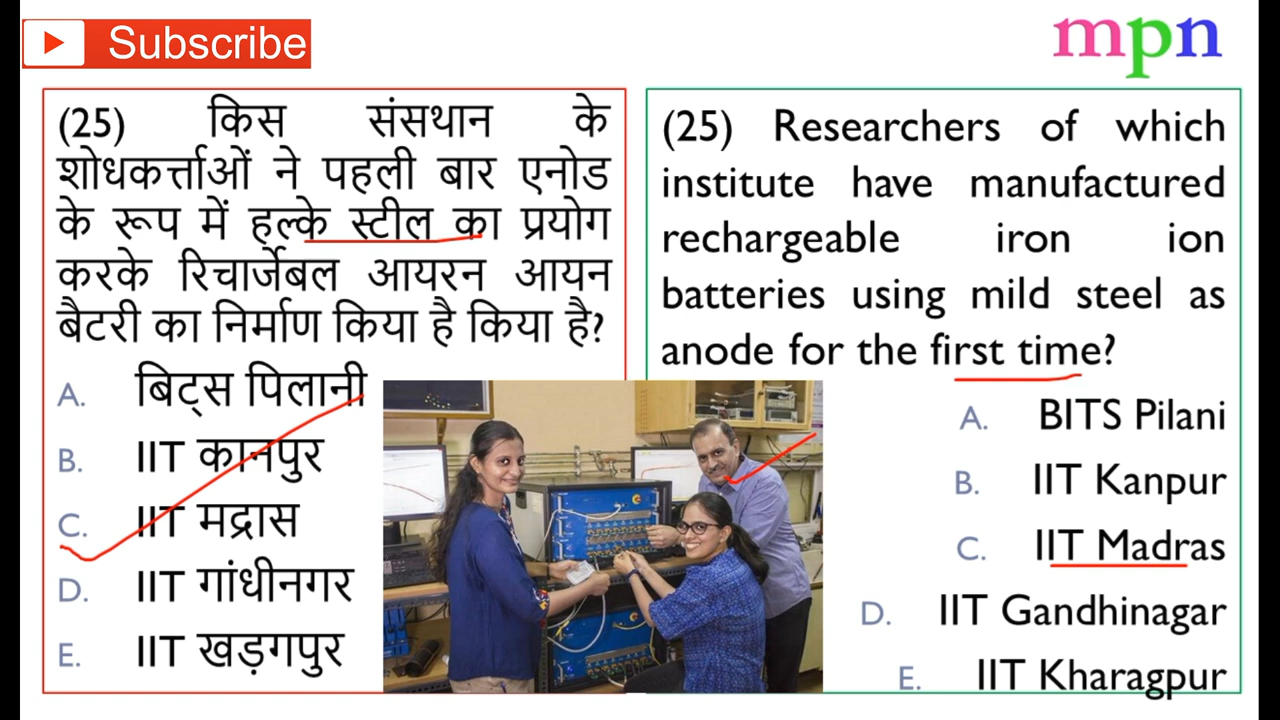 Subscribe
mpn
(25) किस संसथान के
शोधकर्त्ताओं ने पहली बार एनोड
के रूप में हल्के स्टील का प्रयोग
करके रिचार्जेबल आयरन आयन
बैटरी का निर्माण किया है किया है?
A. बिट्स पिलानी
B. IIT कानपुर
C. IIT मद्रास
D. IIT गांधीनगर
E. IIT खड़गपुर
(25) Researchers of which
institute have manufactured
rechargeable iron ion
batteries using mild steel as
anode for the first time?
A. BITS Pilani
B. IIT Kanpur
C. IIT Madras
D. IIT Gandhinagar
E. IIT Kharagpur